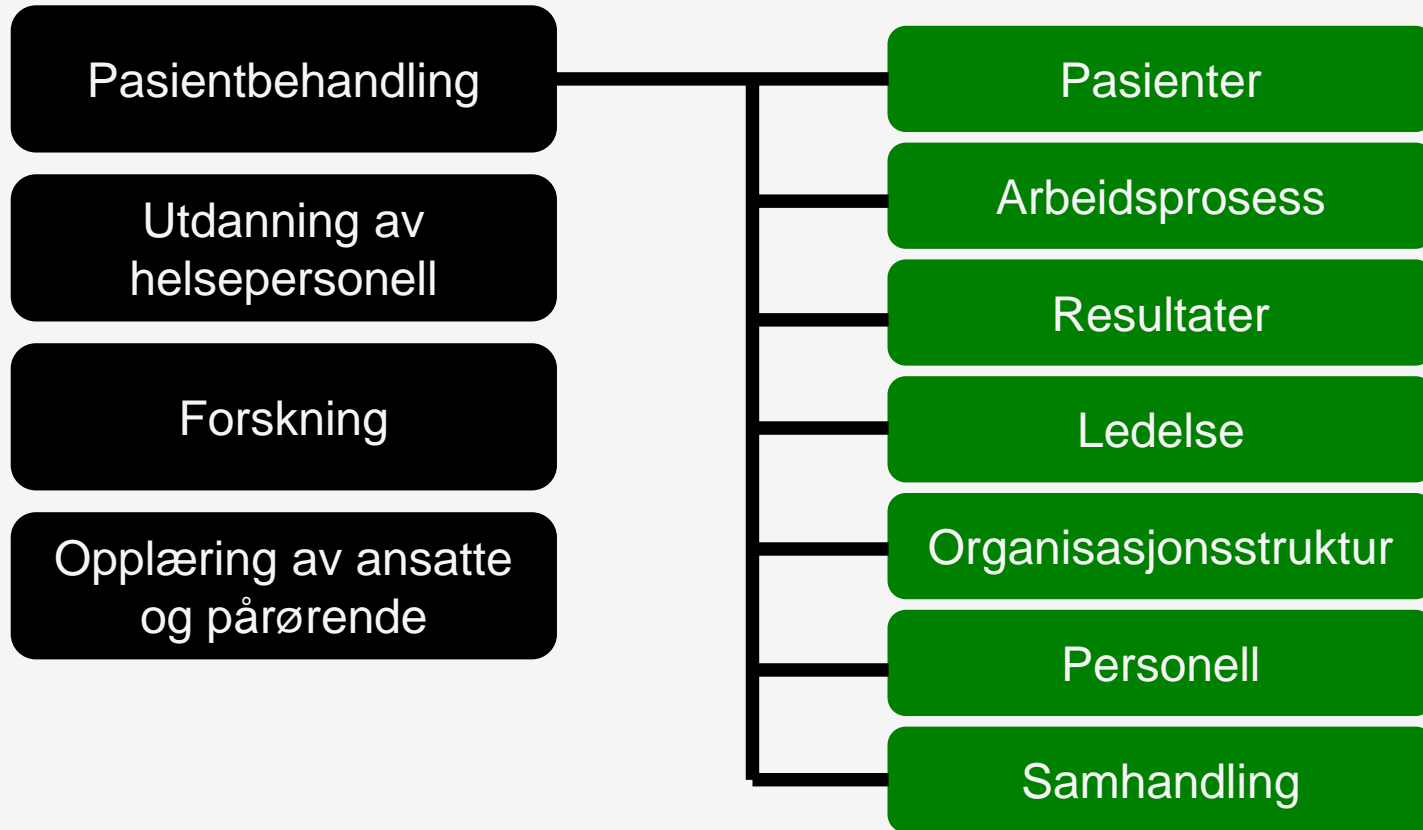 Pasientbehandling
Utdanning av
helsepersonell
Forskning
Opplæring av ansatte
og pårørende
Pasienter
Arbeidsprosess
Resultater
Ledelse
Organisasjonsstruktur
Personell
Samhandling